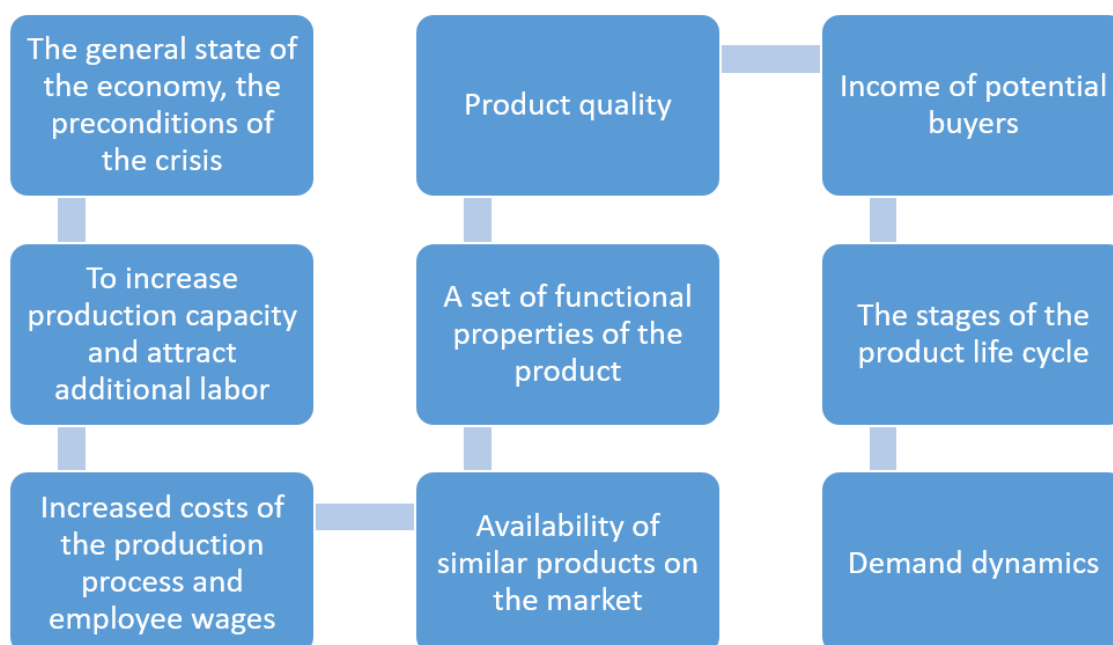 The general state of
the economy, the
preconditions of
the crisis
To increase
production capacity
and attract
additional labor
Increased costs of
the production
process and
employee wages
Availability of
similar products on
the market
A set of functional
properties of the
product
Product quality
Income of potential
buyers
The stages of the
product life cycle
Demand dynamics